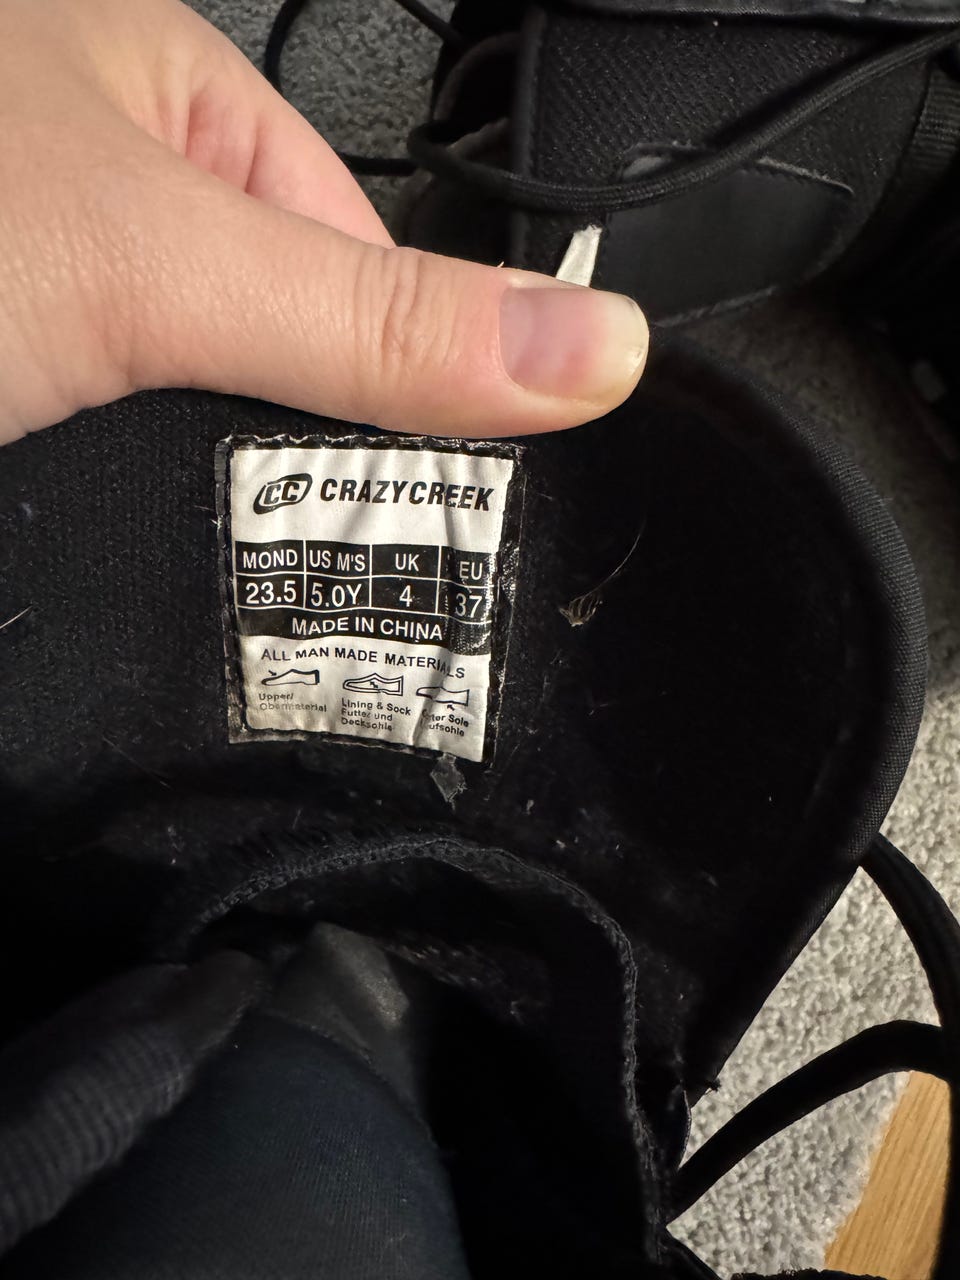 CC CRAZYCREEK
MOND US M'S UK EU
23.5 5.0Y 4 37
MADE IN CHINA
ALL MAN MADE MATERIALS
Upper/
Obermaterial
Lining & Sock
Futter und
Decksohle
Sole